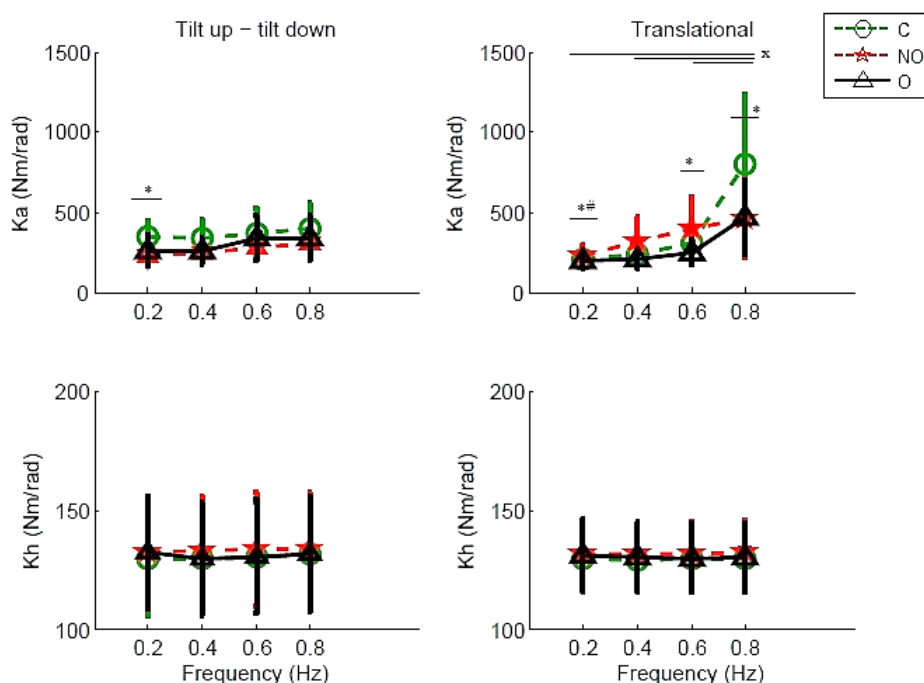 Tilt up − tilt down
Translational
C
NO
O
1500
1000
500
0
Ka (Nm/rad)
*
0.2 0.4 0.6 0.8
1500
1000
500
0
Ka (Nm/rad)
x
*
*
*#
0.2 0.4 0.6 0.8
200
150
100
Kh (Nm/rad)
0.2 0.4 0.6 0.8
Frequency (Hz)
200
150
100
Kh (Nm/rad)
0.2 0.4 0.6 0.8
Frequency (Hz)